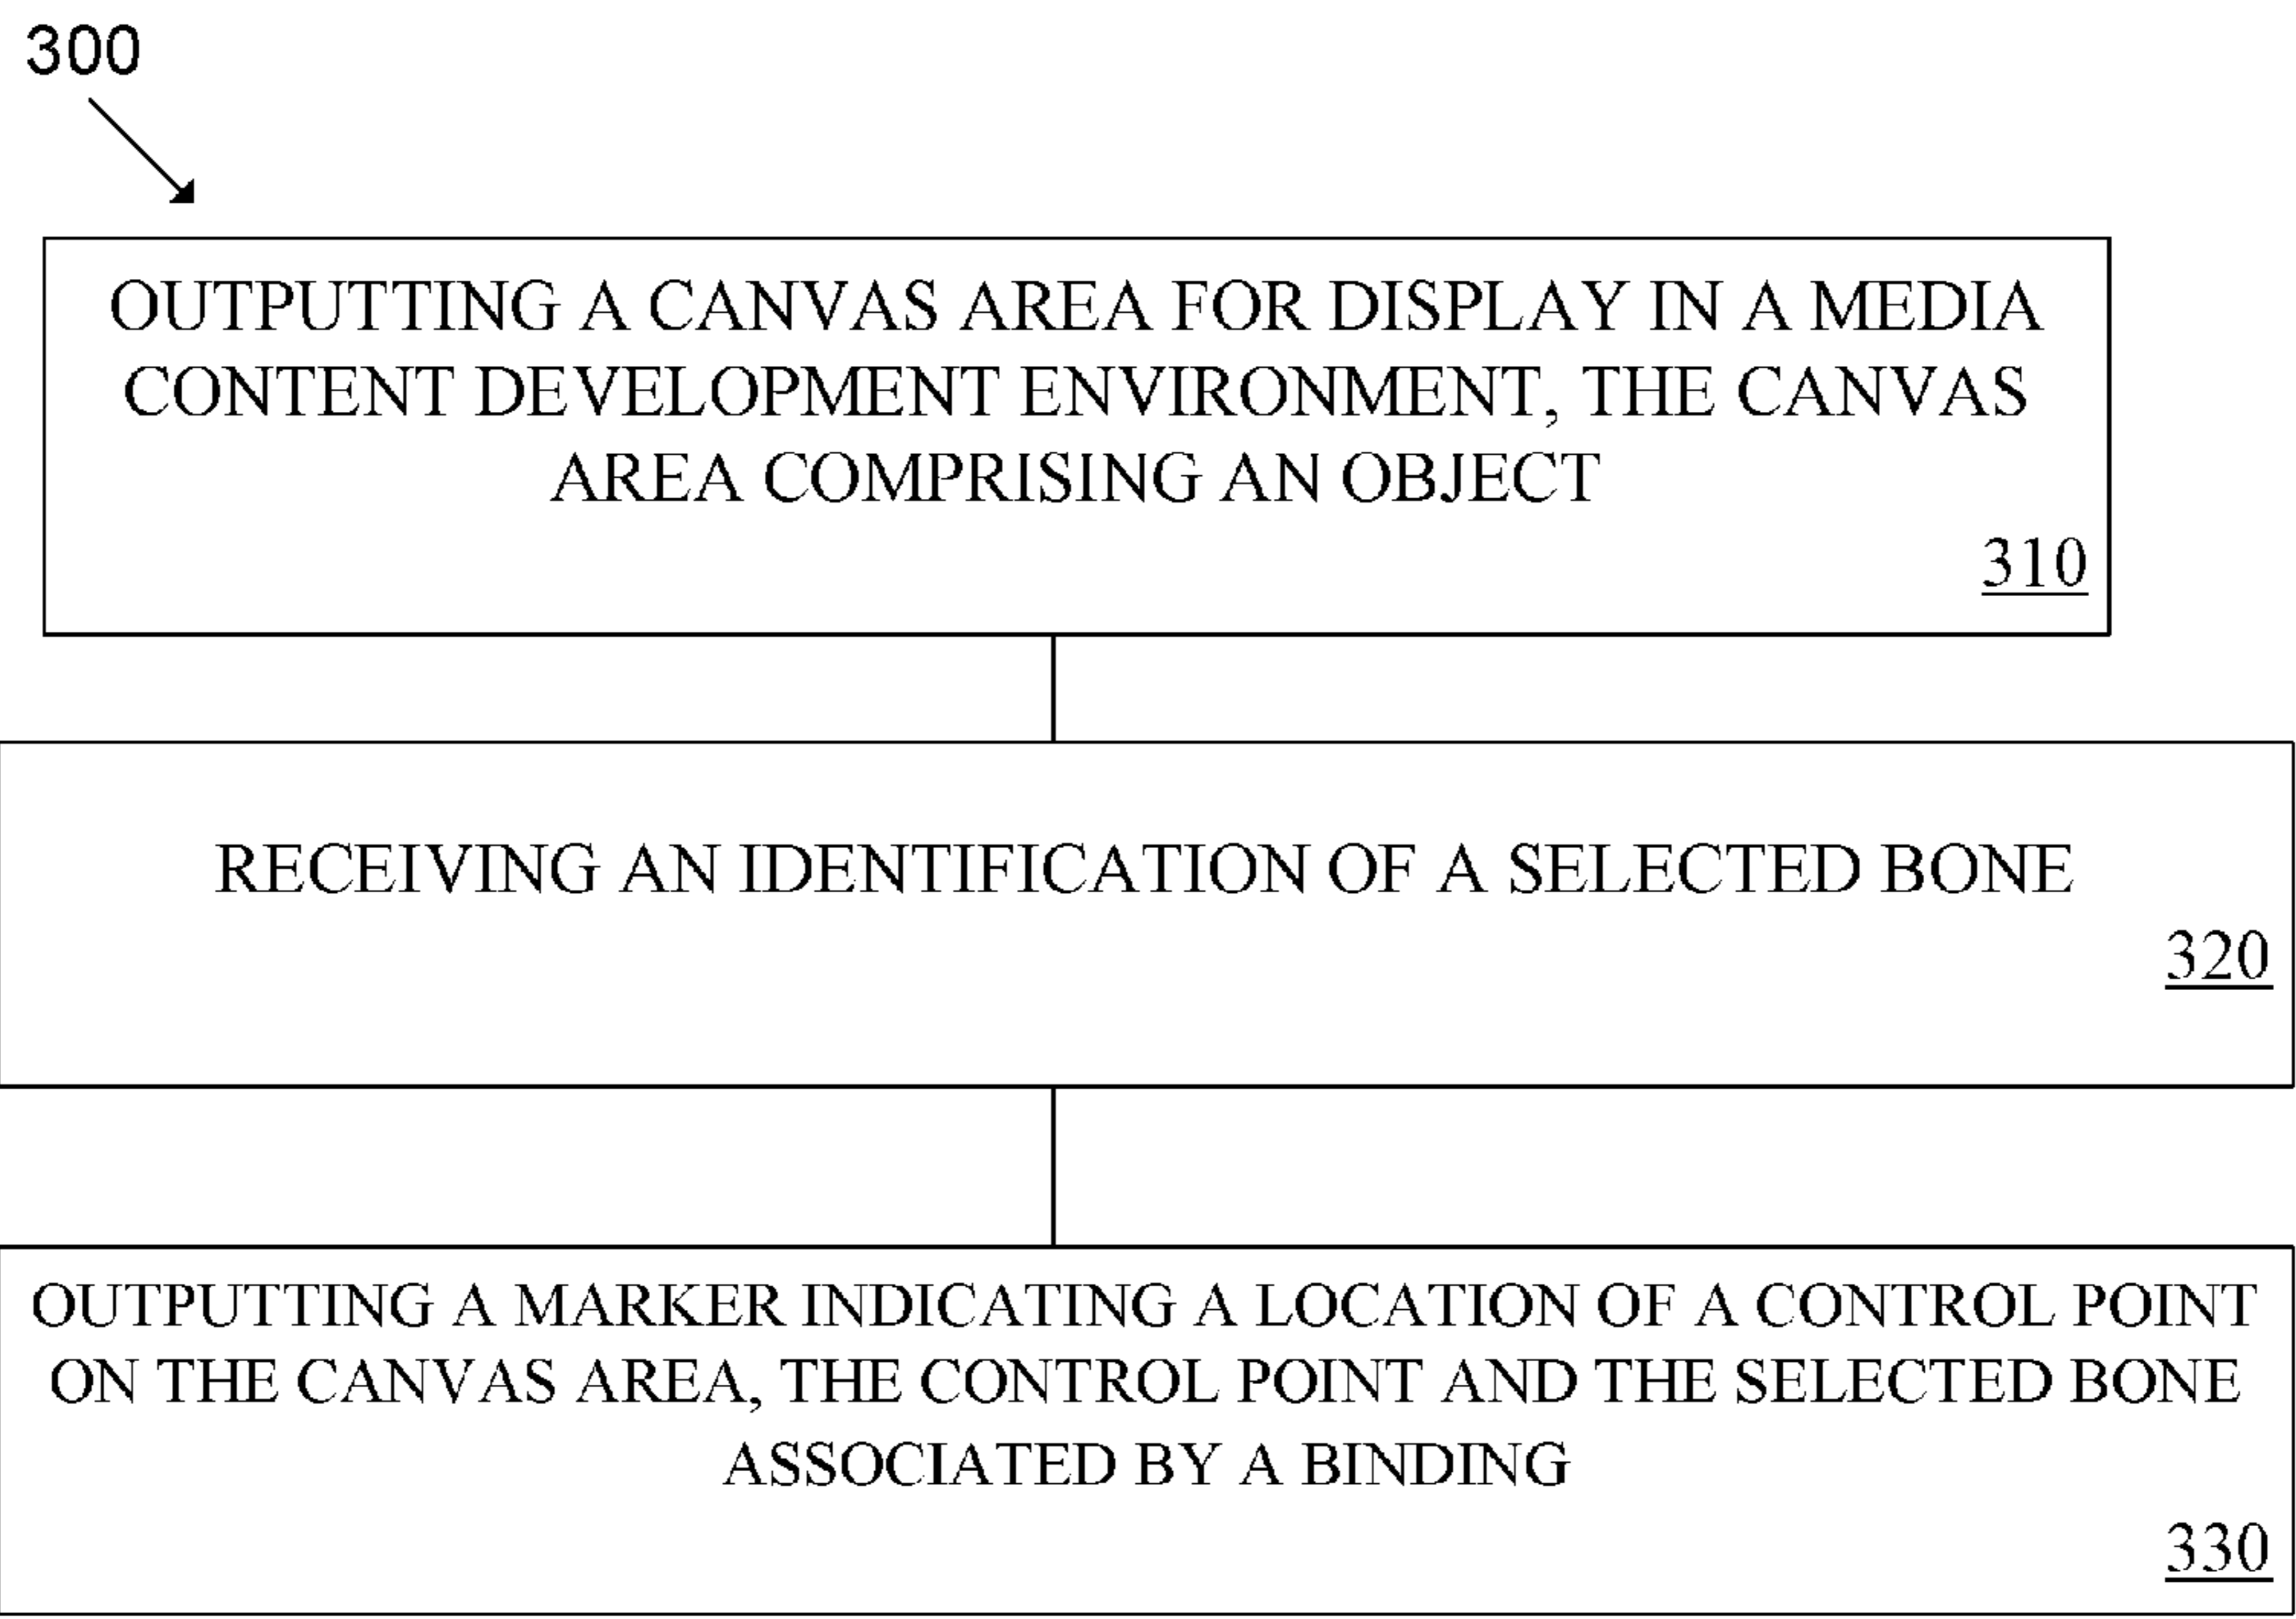 300
OUTPUTTING A CANVAS AREA FOR DISPLAY IN A MEDIA
CONTENT DEVELOPMENT ENVIRONMENT, THE CANVAS
AREA COMPRISING AN OBJECT
310
RECEIVING AN IDENTIFICATION OF A SELECTED BONE
320
OUTPUTTING A MARKER INDICATING A LOCATION OF A CONTROL POINT
ON THE CANVAS AREA, THE CONTROL POINT AND THE SELECTED BONE
ASSOCIATED BY A BINDING
330